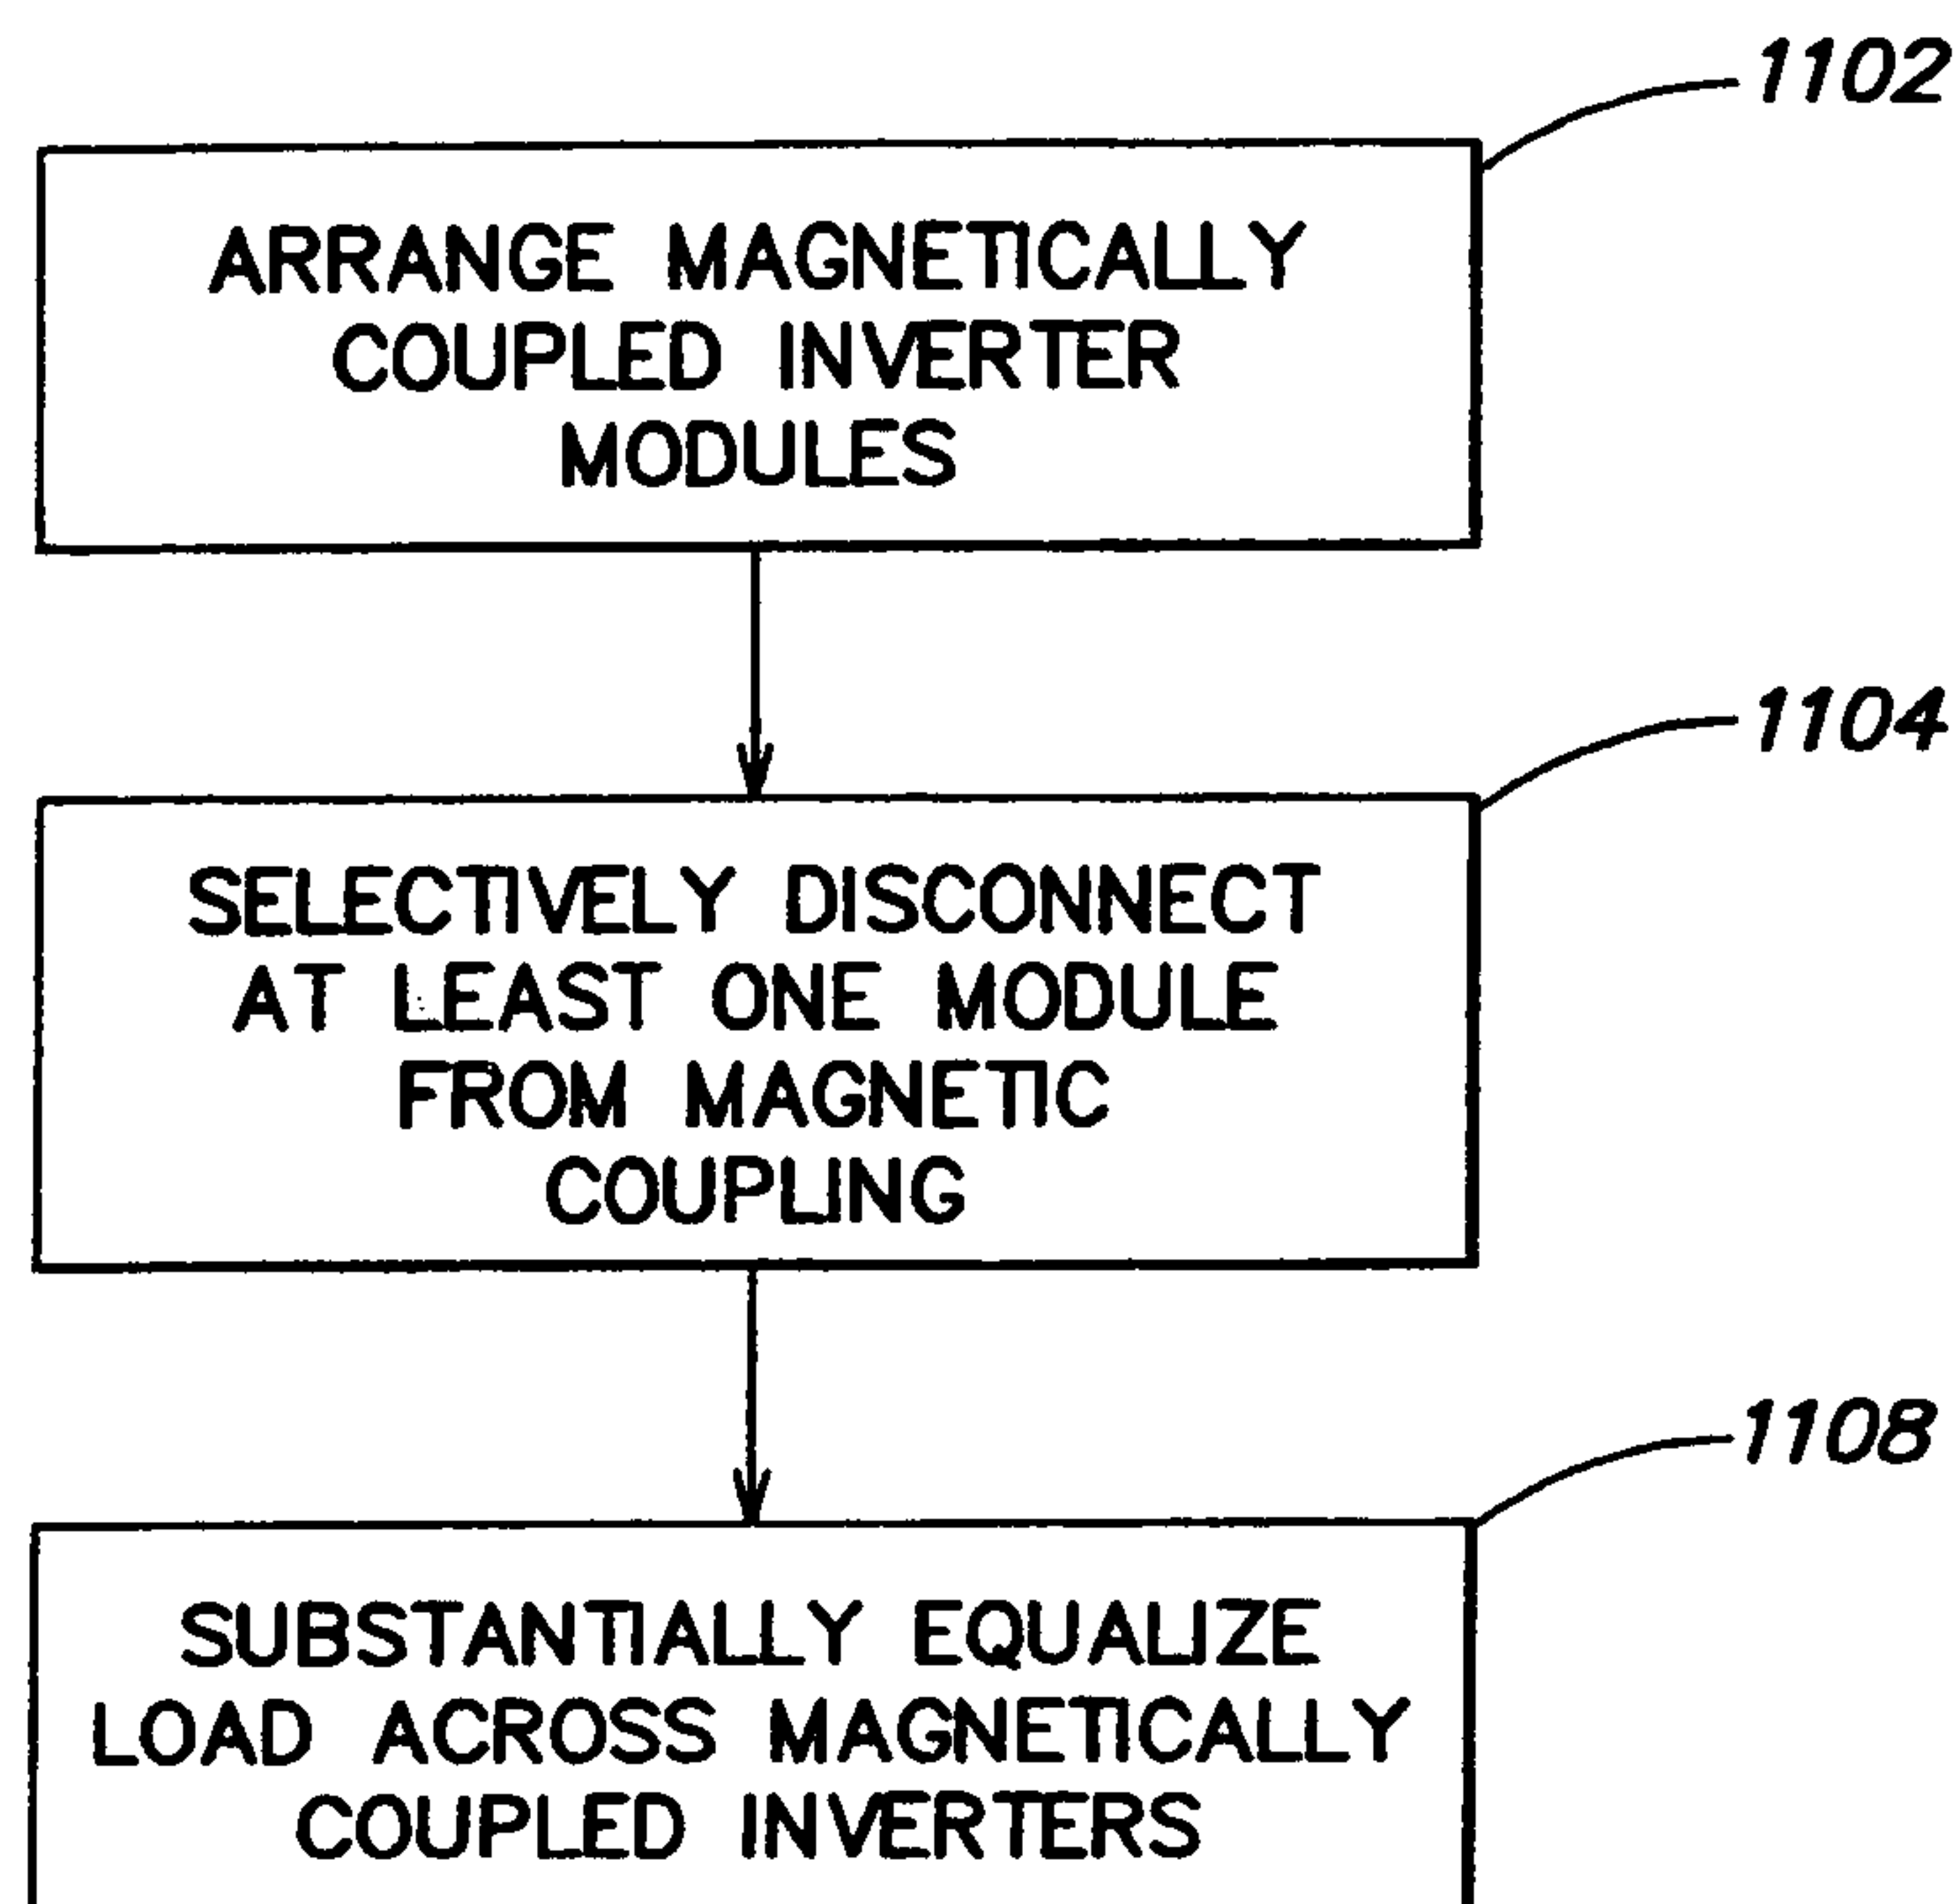 1102
ARRANGE MAGNETICALLY
COUPLED INVERTER
MODULES
1104
SELECTIVELY DISCONNECT
AT LEAST ONE MODULE
FROM MAGNETIC
COUPLING
1108
SUBSTANTIALLY EQUALIZE
LOAD ACROSS MAGNETICALLY
COUPLED INVERTERS